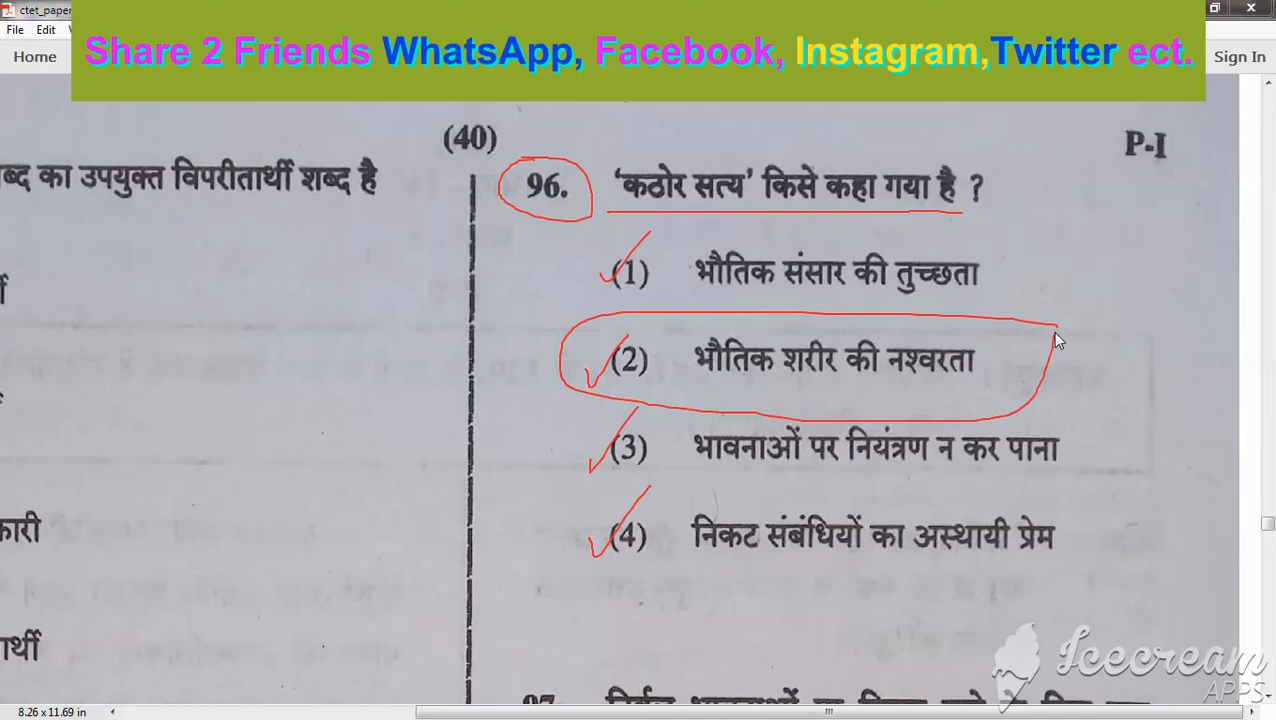 ctet_paper
File Edit
Share 2 Friends WhatsApp, Facebook, Instagram,Twitter ect.
Home
Sign In
(40)
P-I
का उपयुक्त विपरीतार्थी शब्द है
96. 'कठोर सत्य' किसे कहा गया है ?
(1) भौतिक संसार की तुच्छता
(2) भौतिक शरीर की नश्वरता
(3) भावनाओं पर नियंत्रण न कर पाना
(4) निकट संबंधियों का अस्थायी प्रेम
Icecream
APPS
8.26 x 11.69 in